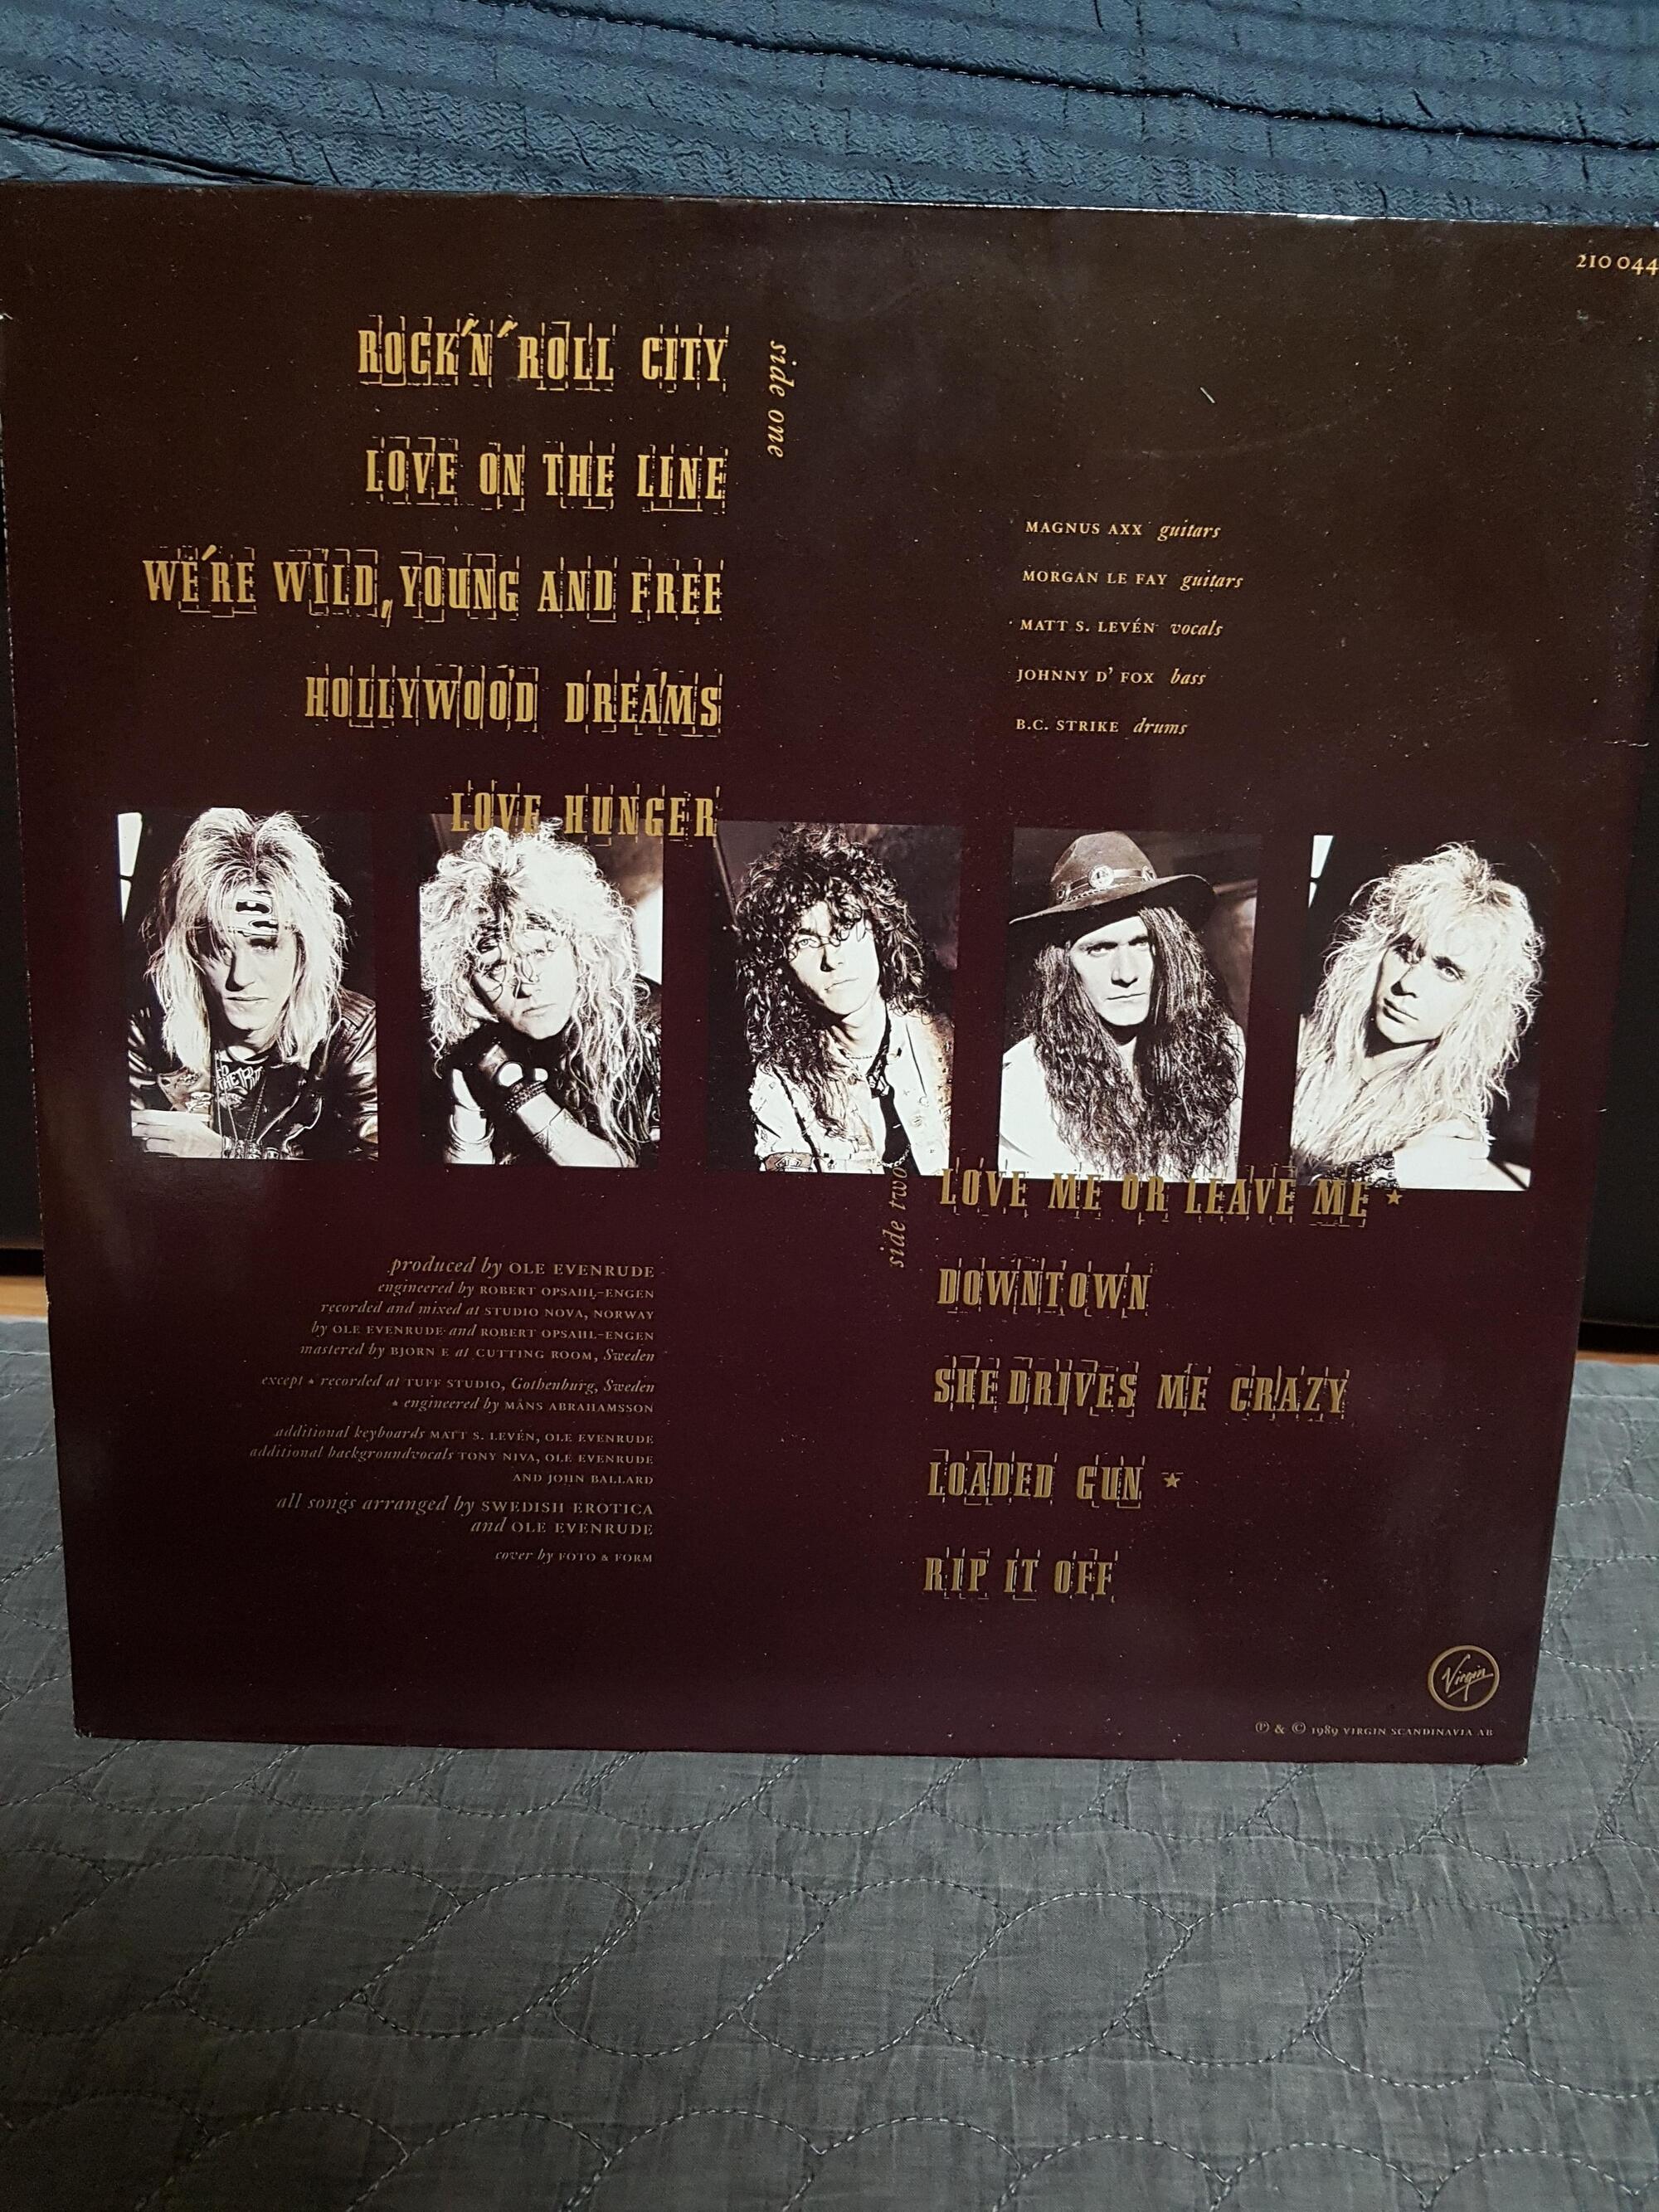 210 044
ROCK'N'ROLL CITY
side one
LOVE ON THE LINE
WE'RE WILD, YOUNG AND FREE
HOLLYWOOD DREAMS
LOVE HUNGER
MAGNUS AXX guitars
MORGAN LE FAY guitars
MATT S. LEVÉN vocals
JOHNNY D' FOX bass
B.C. STRIKE drums
produced by OLE EVENRUDE
engineered by ROBERT OPSAHL-ENGEN
recorded and mixed at STUDIO NOVA, NORWAY
by OLE EVENRUDE and ROBERT OPSAHL-ENGEN
mastered by BJORN E at CUTTING ROOM, Sweden
except * recorded at TUFF STUDIO, Gothenburg, Sweden
* engineered by MÅNS ABRAHAMSSON
additional keyboards MATT S. LEVÉN, OLE EVENRUDE
additional backgroundvocals TONY NIVA, OLE EVENRUDE
AND JOHN BALLARD
all songs arranged by SWEDISH EROTICA
and OLE EVENRUDE
cover by FOTO & FORM
side two
LOVE ME OR LEAVE ME ★
DOWNTOWN
SHE DRIVES ME CRAZY
LOADED GUN ★
RIP IT OFF
Virgin
℗ & © 1989 VIRGIN SCANDINAVIA AB